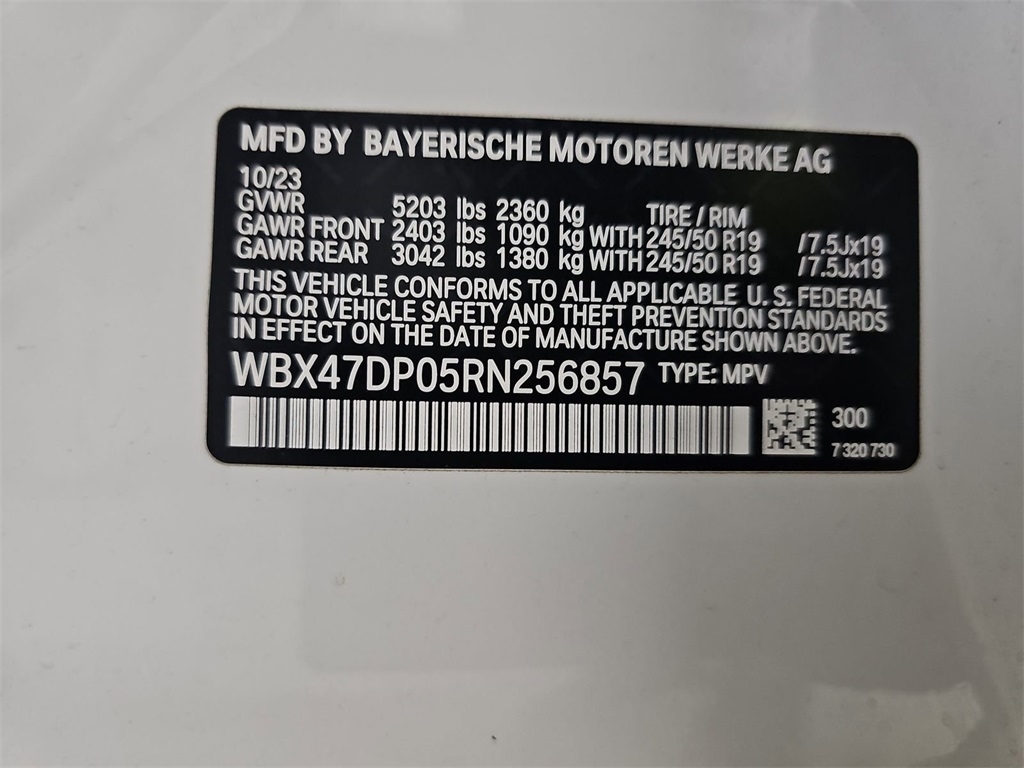 MFD BY BAYERISCHE MOTOREN WERKE AG
10/23
GVWR 5203 lbs 2360 kg TIRE / RIM
GAWR FRONT 2403 lbs 1090 kg WITH 245/50 R19 /7.5Jx19
GAWR REAR 3042 lbs 1380 kg WITH 245/50 R19 /7.5Jx19
THIS VEHICLE CONFORMS TO ALL APPLICABLE U. S. FEDERAL
MOTOR VEHICLE SAFETY AND THEFT PREVENTION STANDARDS
IN EFFECT ON THE DATE OF MANUFACTURE SHOWN ABOVE.
WBX47DP05RN256857 TYPE: MPV
300
7 320 730